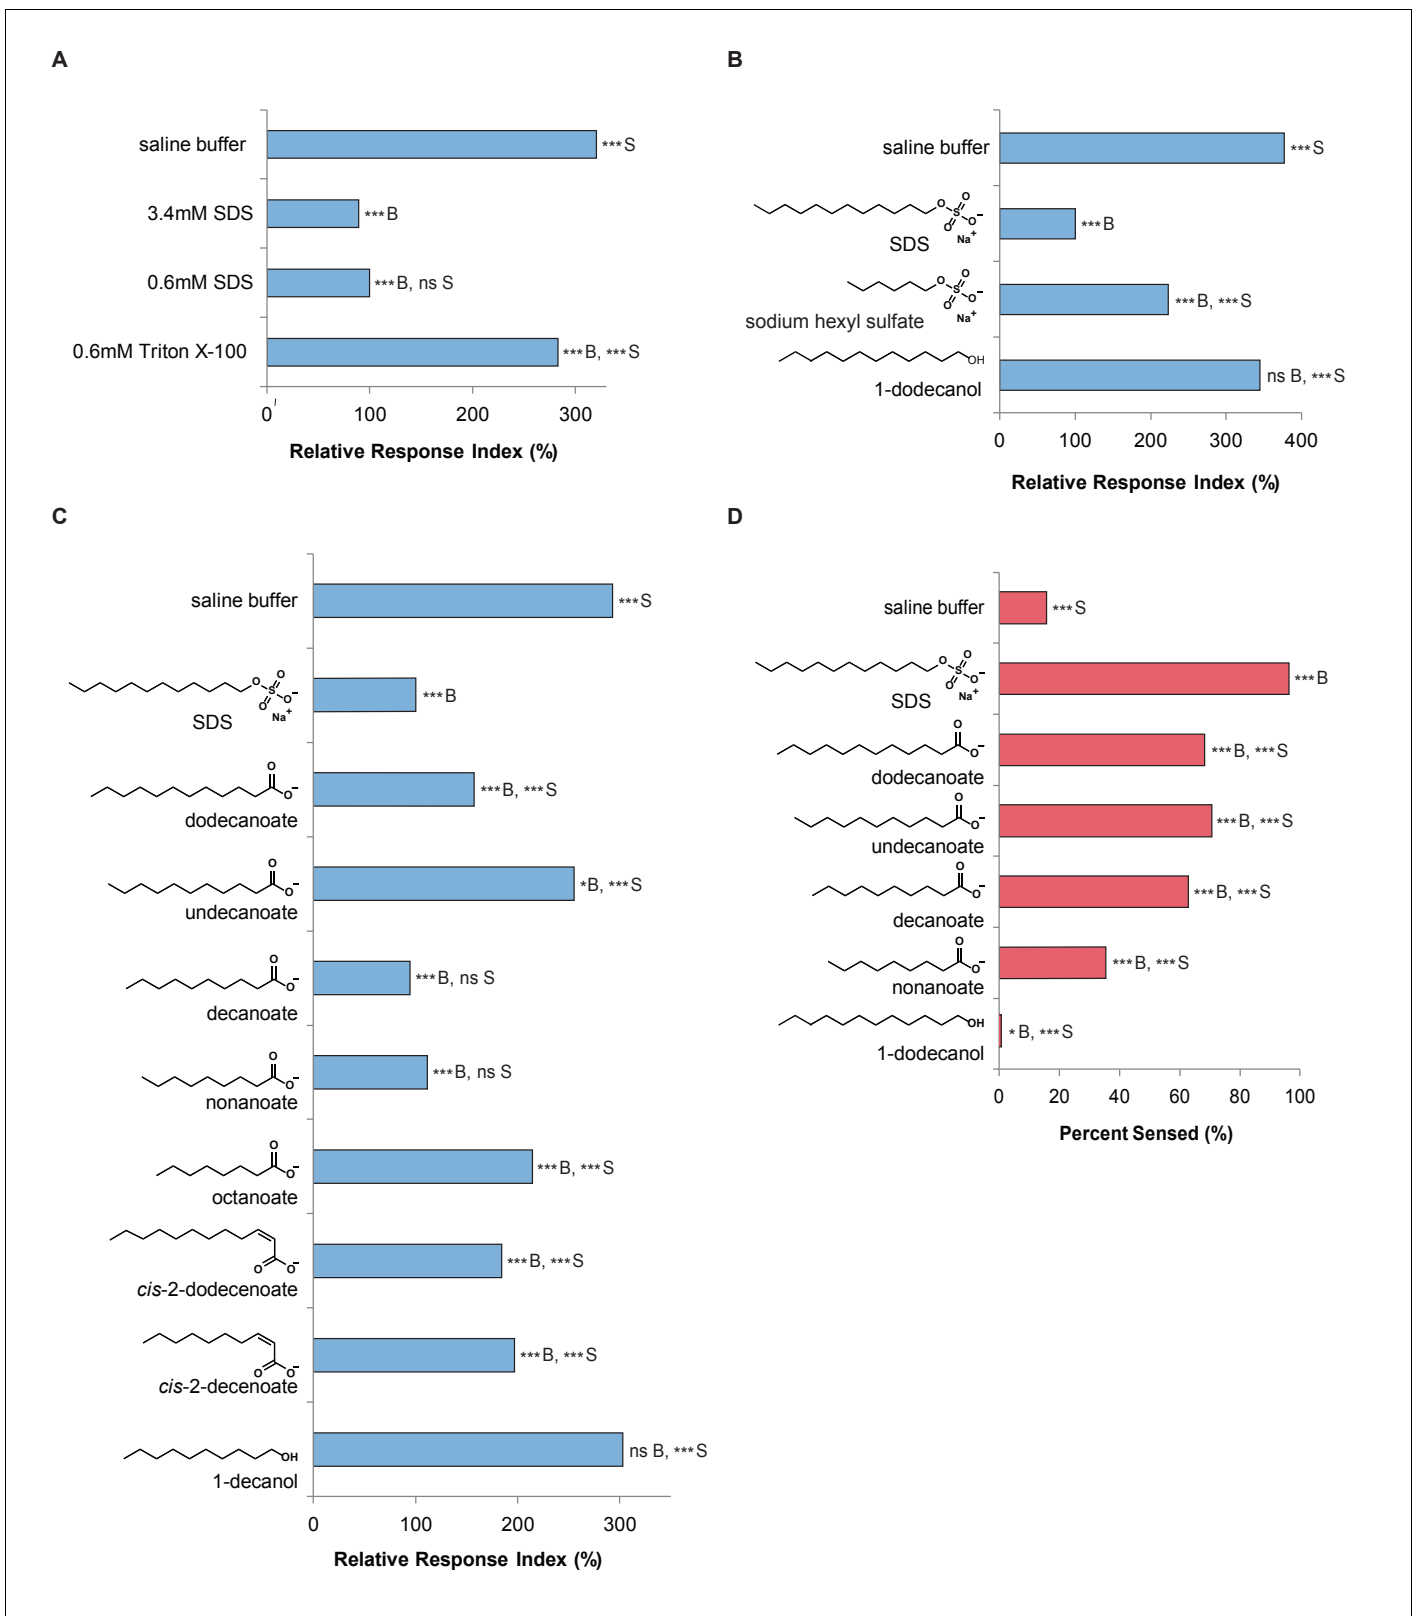 A
saline buffer
***S
3.4mM SDS
***B
0.6mM SDS
***B, ns S
0.6mM Triton X-100
***B, ***S
0 100 200 300
Relative Response Index (%)
B
saline buffer
***S
O O S O O− Na+
SDS
***B
O O S O O− Na+
sodium hexyl sulfate
***B, ***S
OH
1-dodecanol
ns B, ***S
0 100 200 300 400
Relative Response Index (%)
C
saline buffer
***S
O O S O O− Na+
SDS
***B
O O−
dodecanoate
***B, ***S
O O−
undecanoate
*B, ***S
O O−
decanoate
***B, ns S
O O−
nonanoate
***B, ns S
O O−
octanoate
***B, ***S
O O−
cis-2-dodecenoate
***B, ***S
O O−
cis-2-decenoate
***B, ***S
OH
1-decanol
ns B, ***S
0 100 200 300
Relative Response Index (%)
D
saline buffer
***S
O O S O O− Na+
SDS
***B
O O−
dodecanoate
***B, ***S
O O−
undecanoate
***B, ***S
O O−
decanoate
***B, ***S
O O−
nonanoate
***B, ***S
OH
1-dodecanol
*B, ***S
0 20 40 60 80 100
Percent Sensed (%)